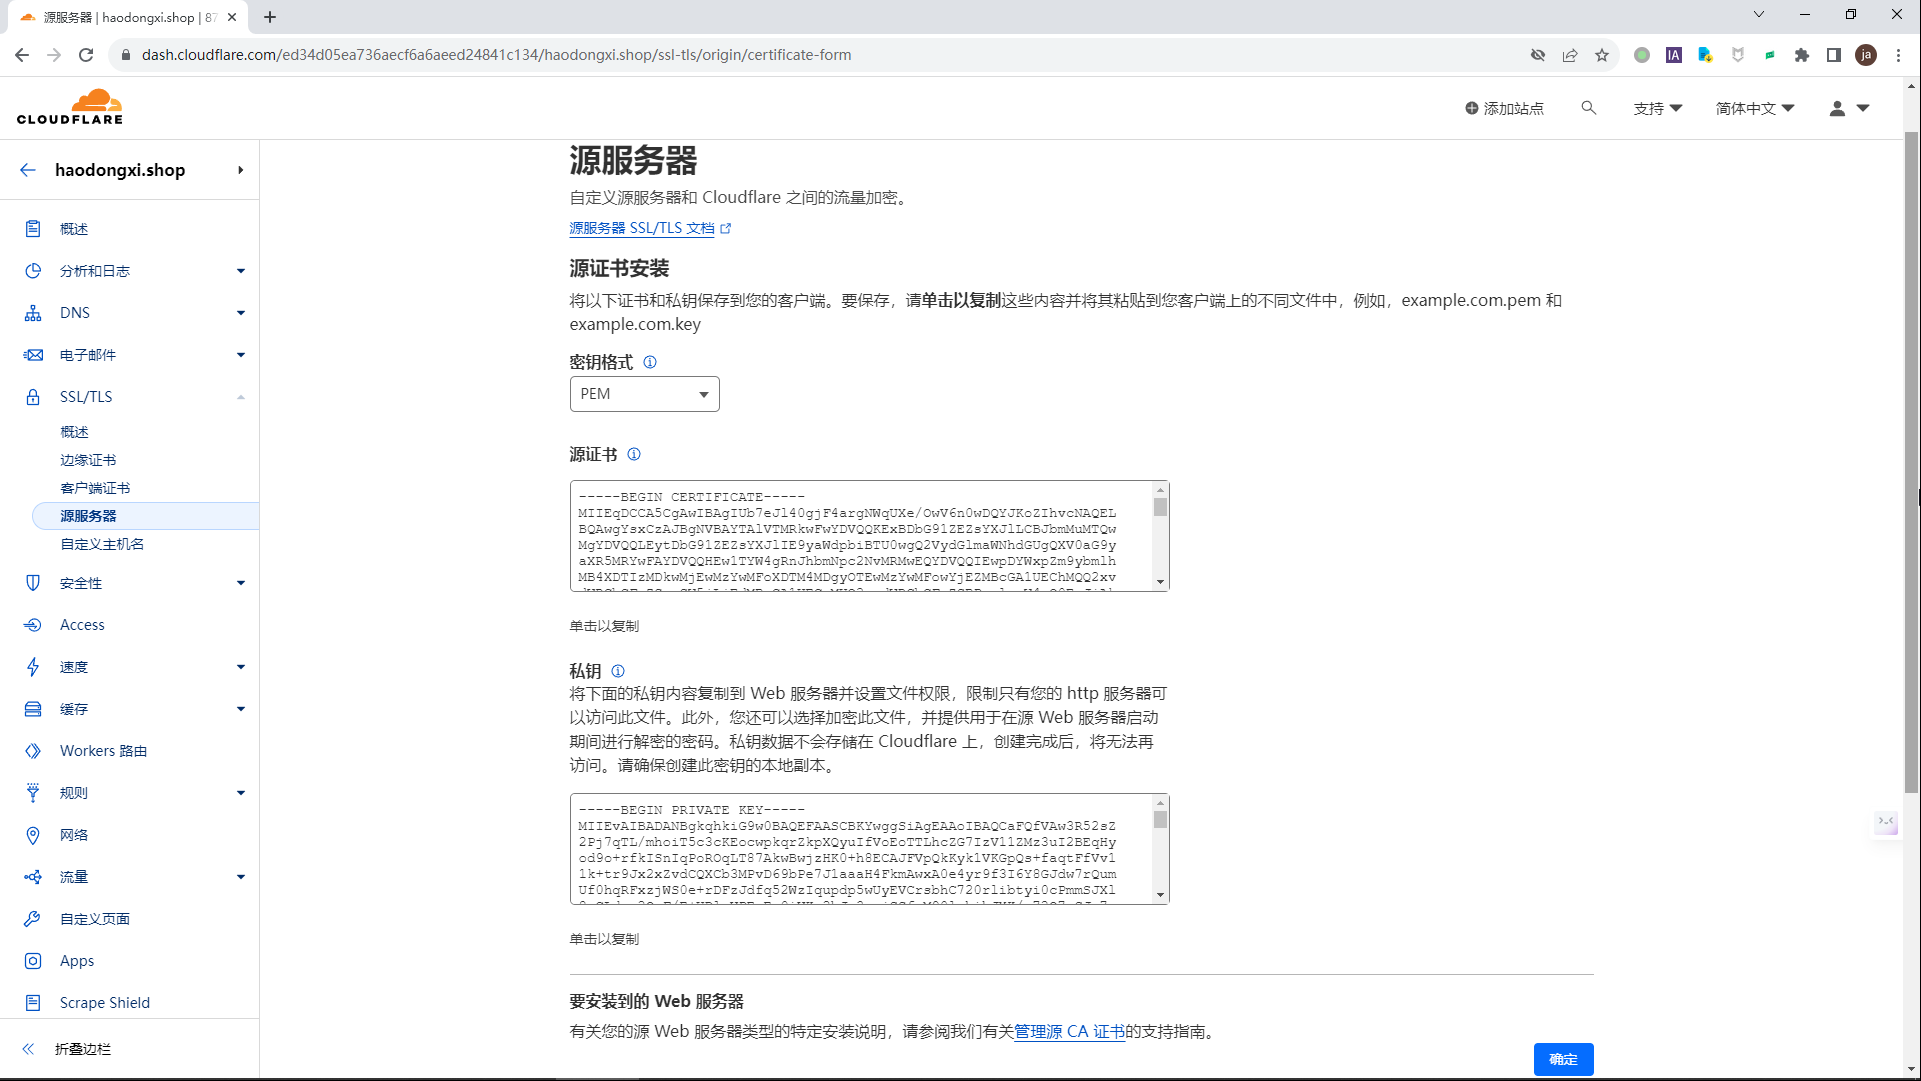 源服务器 | haodongxi.shop | 87
dash.cloudflare.com/ed34d05ea736aecf6a6aeed24841c134/haodongxi.shop/ssl-tls/origin/certificate-form
IA
ja
CLOUDFLARE
添加站点
支持
简体中文
haodongxi.shop
概述
分析和日志
DNS
电子邮件
SSL/TLS
概述
边缘证书
客户端证书
源服务器
自定义主机名
安全性
Access
速度
缓存
Workers 路由
规则
网络
流量
自定义页面
Apps
Scrape Shield
折叠边栏
源服务器
自定义源服务器和 Cloudflare 之间的流量加密。
源服务器 SSL/TLS 文档
源证书安装
将以下证书和私钥保存到您的客户端。要保存，请单击以复制这些内容并将其粘贴到您客户端上的不同文件中，例如，example.com.pem 和
example.com.key
密钥格式
PEM
源证书
-----BEGIN CERTIFICATE-----
MIIEqDCCA5CgAwIBAgIUb7eJl40gjF4argNWqUXe/OwV6n0wDQYJKoZIhvcNAQEL
BQAwgYsxCzAJBgNVBAYTAlVTMRkwFwYDVQQKExBDbG91ZEZsYXJlLCBJbmMuMTQw
MgYDVQQLEytDbG91ZEZsYXJlIE9yaWdpbiBTU0wgQ2VydGlmaWNhdGUgQXV0aG9y
aXR5MRYwFAYDVQQHEw1TYW4gRnJhbmNpc2NvMRMwEQYDVQQIEwpDYWxpZm9ybmlh
MB4XDTIzMDkwMjEwMzYwMFoXDTM4MDgyOTEwMzYwMFowYjEZMBcGA1UEChMQQ2xv
单击以复制
私钥
将下面的私钥内容复制到 Web 服务器并设置文件权限，限制只有您的 http 服务器可
以访问此文件。此外，您还可以选择加密此文件，并提供用于在源 Web 服务器启动
期间进行解密的密码。私钥数据不会存储在 Cloudflare 上，创建完成后，将无法再
访问。请确保创建此密钥的本地副本。
-----BEGIN PRIVATE KEY-----
MIIEvAIBADANBgkqhkiG9w0BAQEFAASCBKYwggSiAgEAAoIBAQCaFQfVAw3R52sZ
2Pj7qTL/mhoiT5c3cKEocwpkqrZkpXQyuIfVoEoTTLhcZG7IzVl1ZMz3uI2BEqHy
od9o+rfkISnIqPoROqLT87AkwBwjzHK0+h8ECAJFVpQkKyk1VKGpQs+faqtFfVvl
1k+tr9Jx2xZvdCQXCb3MPvD69bPe7JlaaaH4FkmAwxA0e4yr9f3I6Y8GJdw7rQum
Uf0hqRFxzjWS0e+rDFzJdfq52WzIqupdp5wUyEVCrsbhC720rlibtyi0cPmmSJXl
单击以复制
要安装到的 Web 服务器
有关您的源 Web 服务器类型的特定安装说明，请参阅我们有关管理源 CA 证书的支持指南。
确定